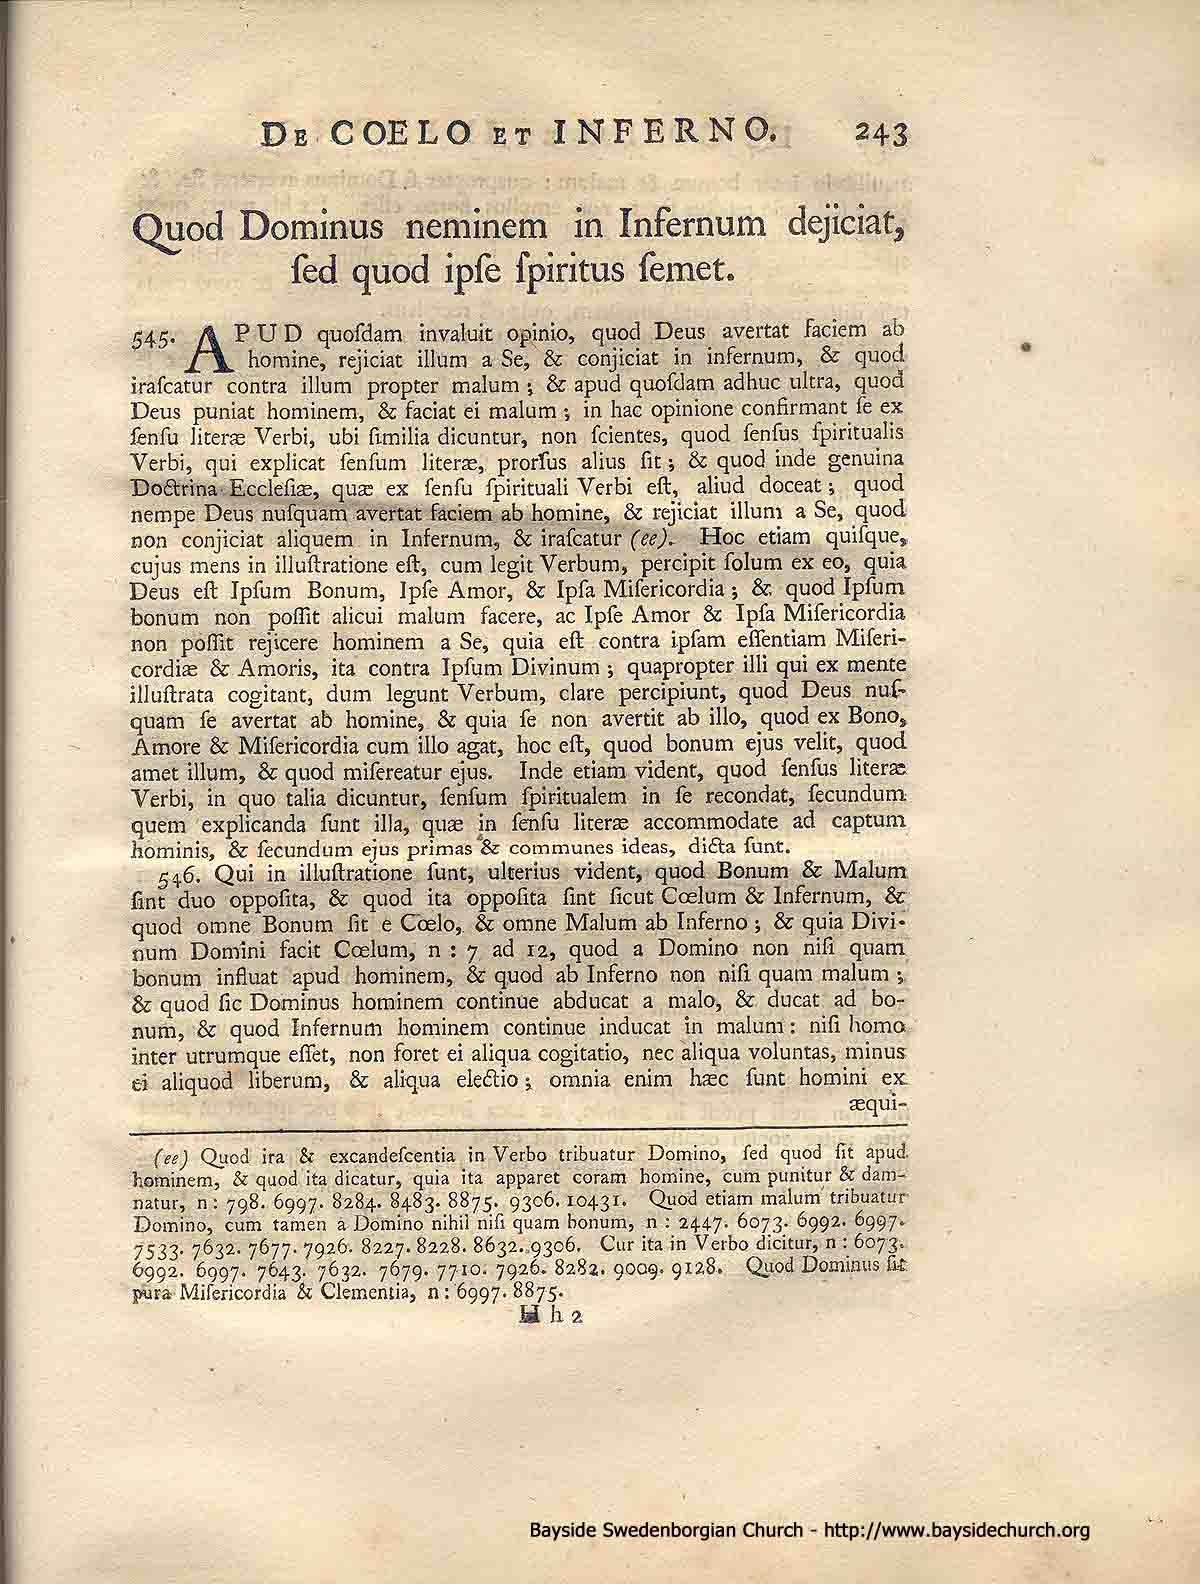 DE COELO ET INFERNO. 243
Quod Dominus neminem in Infernum dejiciat,
ſed quod ipſe ſpiritus ſemet.
545. APUD quoſdam invaluit opinio, quod Deus avertat faciem ab
homine, rejiciat illum a Se, & conjiciat in infernum, & quod
iraſcatur contra illum propter malum; & apud quoſdam adhuc ultra, quod
Deus puniat hominem, & faciat ei malum; in hac opinione confirmant ſe ex
ſenſu literæ Verbi, ubi ſimilia dicuntur, non ſcientes, quod ſenſus ſpiritualis
Verbi, qui explicat ſenſum literæ, prorſus alius ſit; & quod inde genuina
Doctrina Eccleſiæ, quæ ex ſenſu ſpirituali Verbi eſt, aliud doceat; quod
nempe Deus nuſquam avertat faciem ab homine, & rejiciat illum a Se, quod
non conjiciat aliquem in Infernum, & iraſcatur (ee). Hoc etiam quiſque,
cujus mens in illuſtratione eſt, cum legit Verbum, percipit ſolum ex eo, quia
Deus eſt Ipſum Bonum, Ipſe Amor, & Ipſa Miſericordia; & quod Ipſum
bonum non poſſit alicui malum facere, ac Ipſe Amor & Ipſa Miſericordia
non poſſit rejicere hominem a Se, quia eſt contra ipſam eſſentiam Miſeri-
cordiæ & Amoris, ita contra Ipſum Divinum; quapropter illi qui ex mente
illuſtrata cogitant, dum legunt Verbum, clare percipiunt, quod Deus nuſ-
quam ſe avertat ab homine, & quia ſe non avertit ab illo, quod ex Bono,
Amore & Miſericordia cum illo agat, hoc eſt, quod bonum ejus velit, quod
amet illum, & quod miſereatur ejus. Inde etiam vident, quod ſenſus literæ
Verbi, in quo talia dicuntur, ſenſum ſpiritualem in ſe recondat, ſecundum
quem explicanda ſunt illa, quæ in ſenſu literæ accommodate ad captum
hominis, & ſecundum ejus primas & communes ideas, dicta ſunt.
546. Qui in illuſtratione ſunt, ulterius vident, quod Bonum & Malum
ſint duo oppoſita, & quod ita oppoſita ſint ſicut Cœlum & Infernum, &
quod omne Bonum ſit e Cœlo, & omne Malum ab Inferno; & quia Divi-
num Domini facit Cœlum, n : 7 ad 12, quod a Domino non niſi quam
bonum influat apud hominem, & quod ab Inferno non niſi quam malum;
& quod ſic Dominus hominem continue abducat a malo, & ducat ad bo-
num, & quod Infernum hominem continue inducat in malum: niſi homo
inter utrumque eſſet, non foret ei aliqua cogitatio, nec aliqua voluntas, minus
ei aliquod liberum, & aliqua electio; omnia enim hæc ſunt homini ex
æqui-
(ee) Quod ira & excandeſcentia in Verbo tribuatur Domino, ſed quod ſit apud
hominem, & quod ita dicatur, quia ita apparet coram homine, cum punitur & dam-
natur, n : 798. 6997. 8284. 8483. 8875. 9306. 10431. Quod etiam malum tribuatur
Domino, cum tamen a Domino nihil niſi quam bonum, n : 2447. 6073. 6992. 6997.
7533. 7632. 7677. 7926. 8227. 8228. 8632. 9306. Cur ita in Verbo dicitur, n : 6073.
6992. 6997. 7643. 7632. 7679. 7710. 7926. 8282. 9009. 9128. Quod Dominus ſit
pura Miſericordia & Clementia, n : 6997. 8875.
H h 2
Bayside Swedenborgian Church - http://www.baysidechurch.org